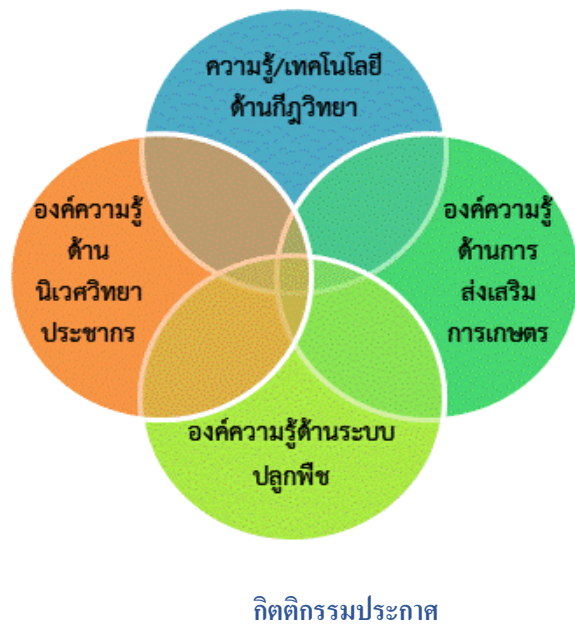 ความรู้/เทคโนโลยี
ด้านกีฏวิทยา
องค์ความรู้
ด้าน
นิเวศวิทยา
ประชากร
องค์ความรู้
ด้านการ
ส่งเสริม
การเกษตร
องค์ความรู้ด้านระบบ
ปลูกพืช
กิตติกรรมประกาศ